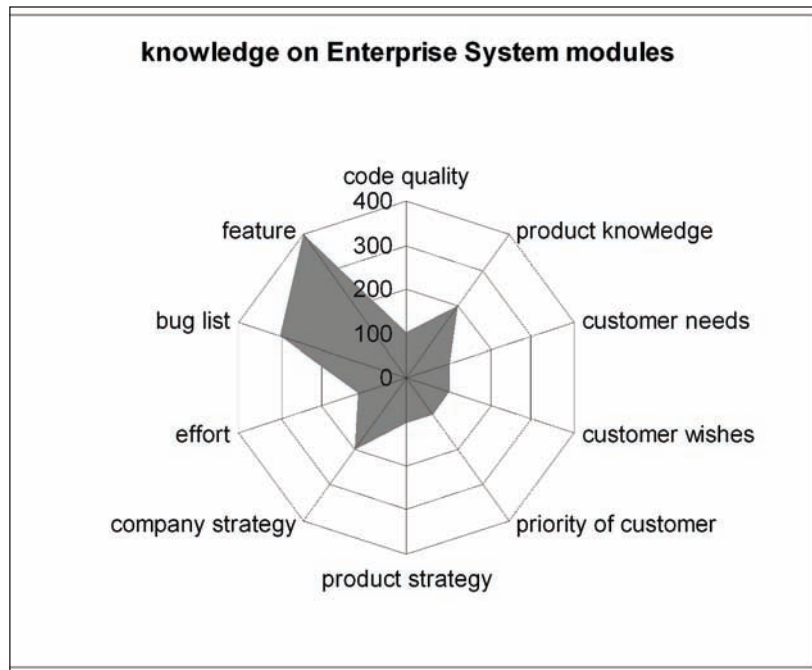 knowledge on Enterprise System modules
code quality
400
feature
product knowledge
300
200
bug list
customer needs
100
0
effort
customer wishes
company strategy
priority of customer
product strategy